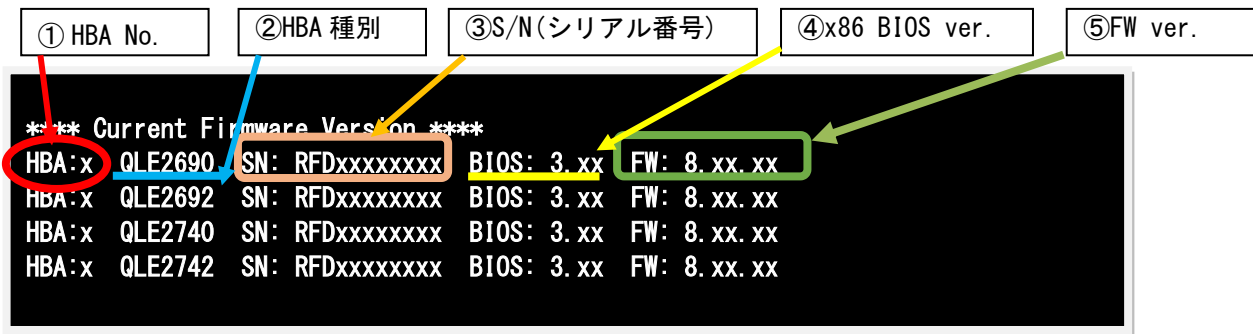 ① HBA No.
②HBA 種別
③S/N(シリアル番号)
④x86 BIOS ver.
⑤FW ver.
**** Current Firmware Version ****
HBA:x QLE2690 SN: RFDxxxxxxxx BIOS: 3.xx FW: 8.xx.xx
HBA:x QLE2692 SN: RFDxxxxxxxx BIOS: 3.xx FW: 8.xx.xx
HBA:x QLE2740 SN: RFDxxxxxxxx BIOS: 3.xx FW: 8.xx.xx
HBA:x QLE2742 SN: RFDxxxxxxxx BIOS: 3.xx FW: 8.xx.xx